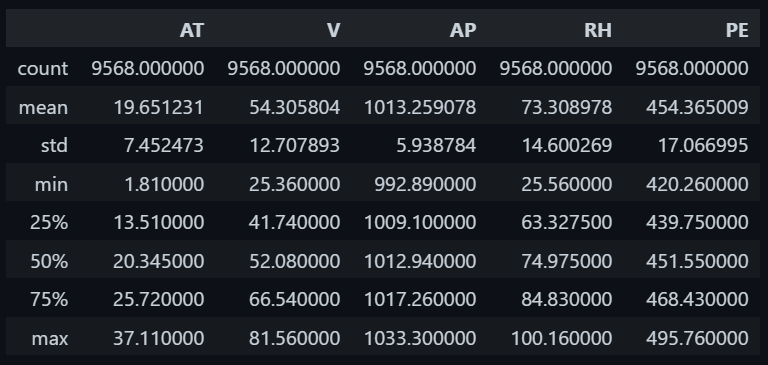 AT V AP RH PE
count 9568.000000 9568.000000 9568.000000 9568.000000 9568.000000
mean 19.651231 54.305804 1013.259078 73.308978 454.365009
std 7.452473 12.707893 5.938784 14.600269 17.066995
min 1.810000 25.360000 992.890000 25.560000 420.260000
25% 13.510000 41.740000 1009.100000 63.327500 439.750000
50% 20.345000 52.080000 1012.940000 74.975000 451.550000
75% 25.720000 66.540000 1017.260000 84.830000 468.430000
max 37.110000 81.560000 1033.300000 100.160000 495.760000